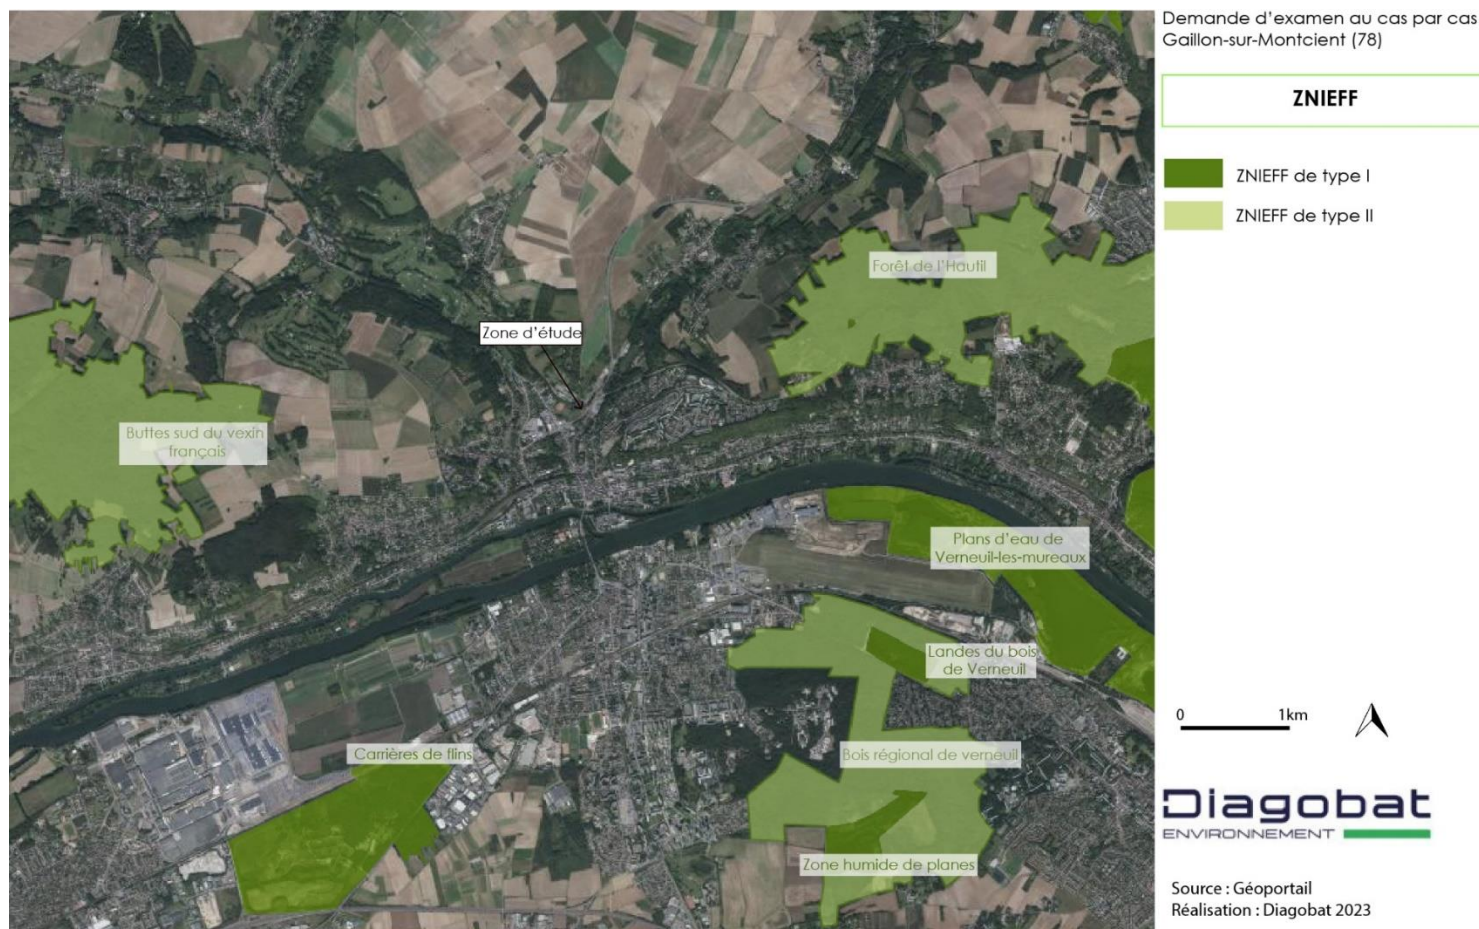 Demande d'examen au cas par cas
Gaillon-sur-Montcient (78)
ZNIEFF
ZNIEFF de type I
ZNIEFF de type II
Forêt de l'Hautil
Zone d'étude
Buttes sud du vexin
français
Plans d'eau de
Verneuil-les-mureaux
Landes du bois
de Verneuil
Carrières de flins
Bois régional de verneuil
Zone humide de planes
0 1km
Diagobat
ENVIRONNEMENT
Source : Géoportail
Réalisation : Diagobat 2023